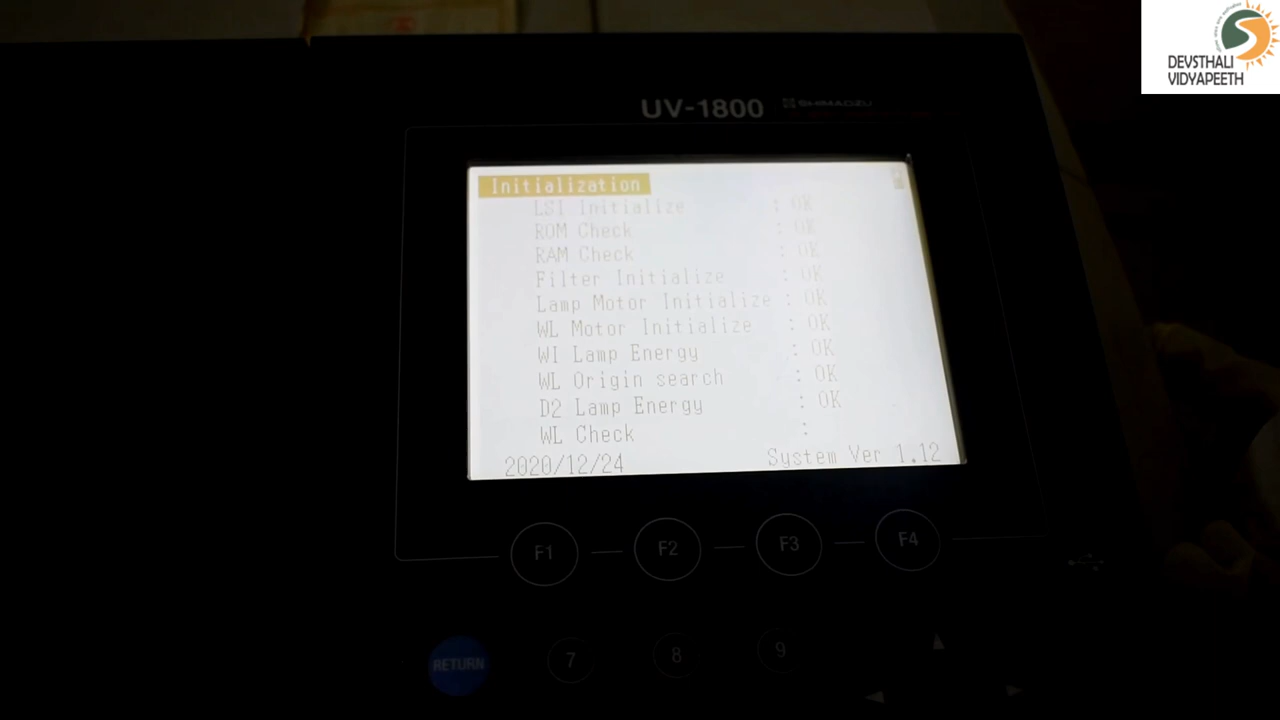 DEVSTHALI
VIDYAPEETH
UV-1800 SHIMADZU
Initialization
LSI Initialize : OK
ROM Check : OK
RAM Check : OK
Filter Initialize : OK
Lamp Motor Initialize : OK
WL Motor Initialize : OK
WI Lamp Energy : OK
WL Origin search : OK
D2 Lamp Energy : OK
WL Check :
2020/12/24 System Ver 1.12
F1 F2 F3 F4
RETURN 7 8 9